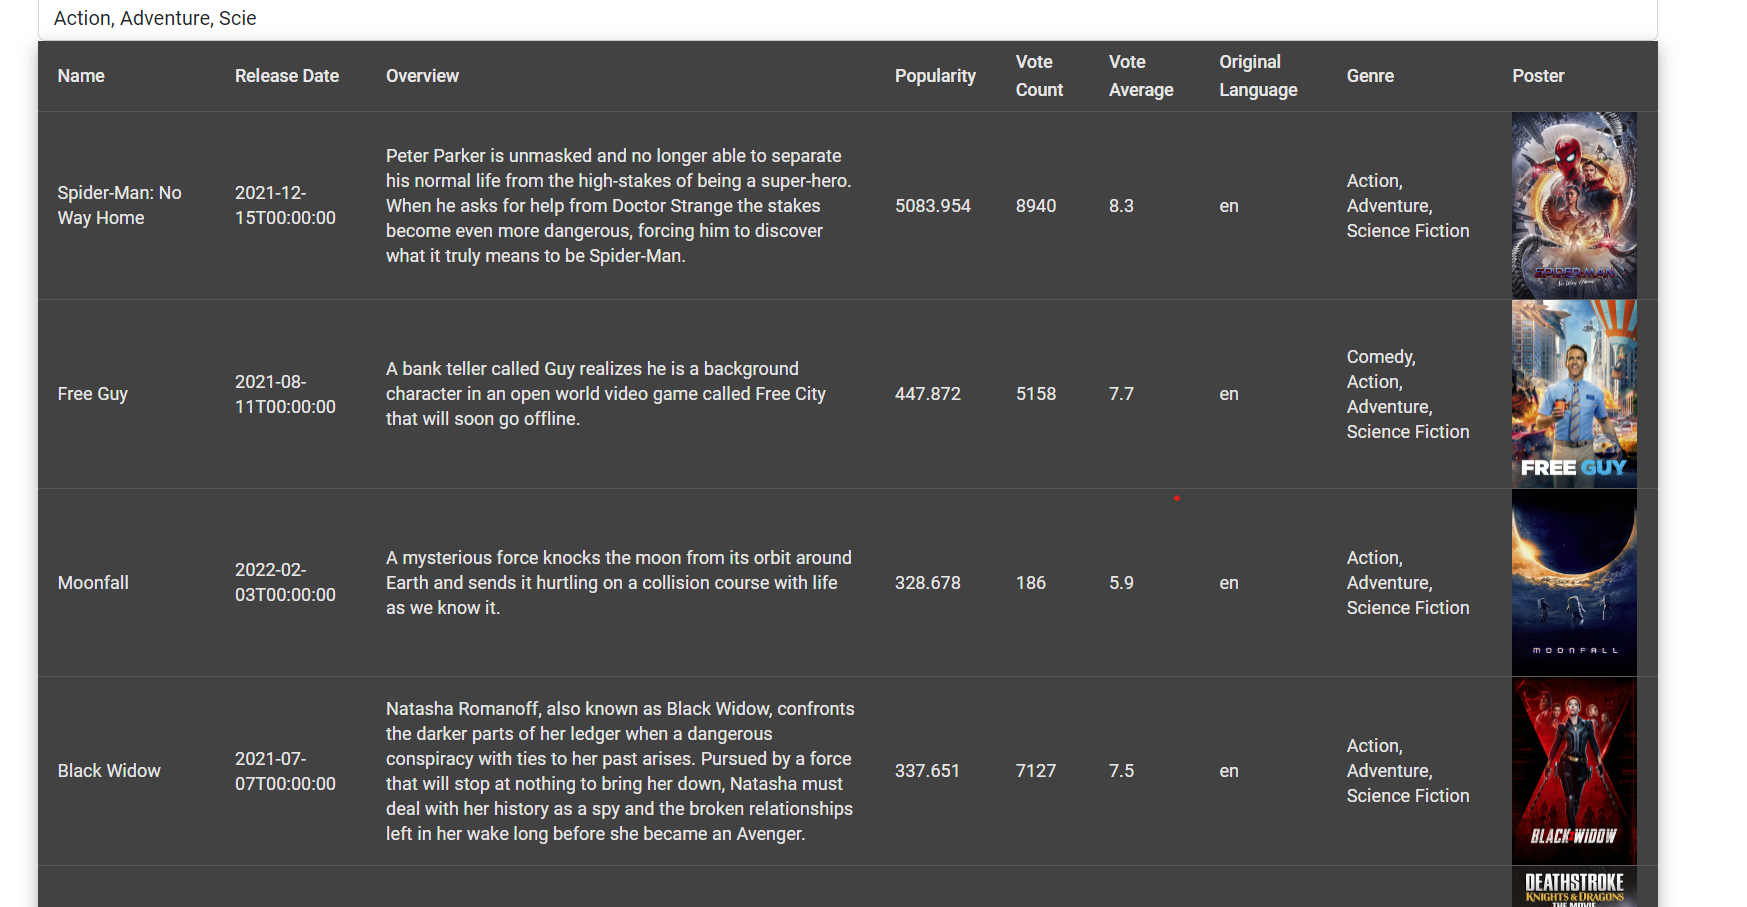 Action, Adventure, Scie
Name
Release Date
Overview
Popularity
Vote
Count
Vote
Average
Original
Language
Genre
Poster
Spider-Man: No
Way Home
2021-12-
15T00:00:00
Peter Parker is unmasked and no longer able to separate
his normal life from the high-stakes of being a super-hero.
When he asks for help from Doctor Strange the stakes
become even more dangerous, forcing him to discover
what it truly means to be Spider-Man.
5083.954
8940
8.3
en
Action,
Adventure,
Science Fiction
SPIDER-MAN
No Way Home
Free Guy
2021-08-
11T00:00:00
A bank teller called Guy realizes he is a background
character in an open world video game called Free City
that will soon go offline.
447.872
5158
7.7
en
Comedy,
Action,
Adventure,
Science Fiction
FREE GUY
Moonfall
2022-02-
03T00:00:00
A mysterious force knocks the moon from its orbit around
Earth and sends it hurtling on a collision course with life
as we know it.
328.678
186
5.9
en
Action,
Adventure,
Science Fiction
MOONFALL
Black Widow
2021-07-
07T00:00:00
Natasha Romanoff, also known as Black Widow, confronts
the darker parts of her ledger when a dangerous
conspiracy with ties to her past arises. Pursued by a force
that will stop at nothing to bring her down, Natasha must
deal with her history as a spy and the broken relationships
left in her wake long before she became an Avenger.
337.651
7127
7.5
en
Action,
Adventure,
Science Fiction
BLACK WIDOW
DEATHSTROKE
KNIGHTS & DRAGONS
THE MOVIE